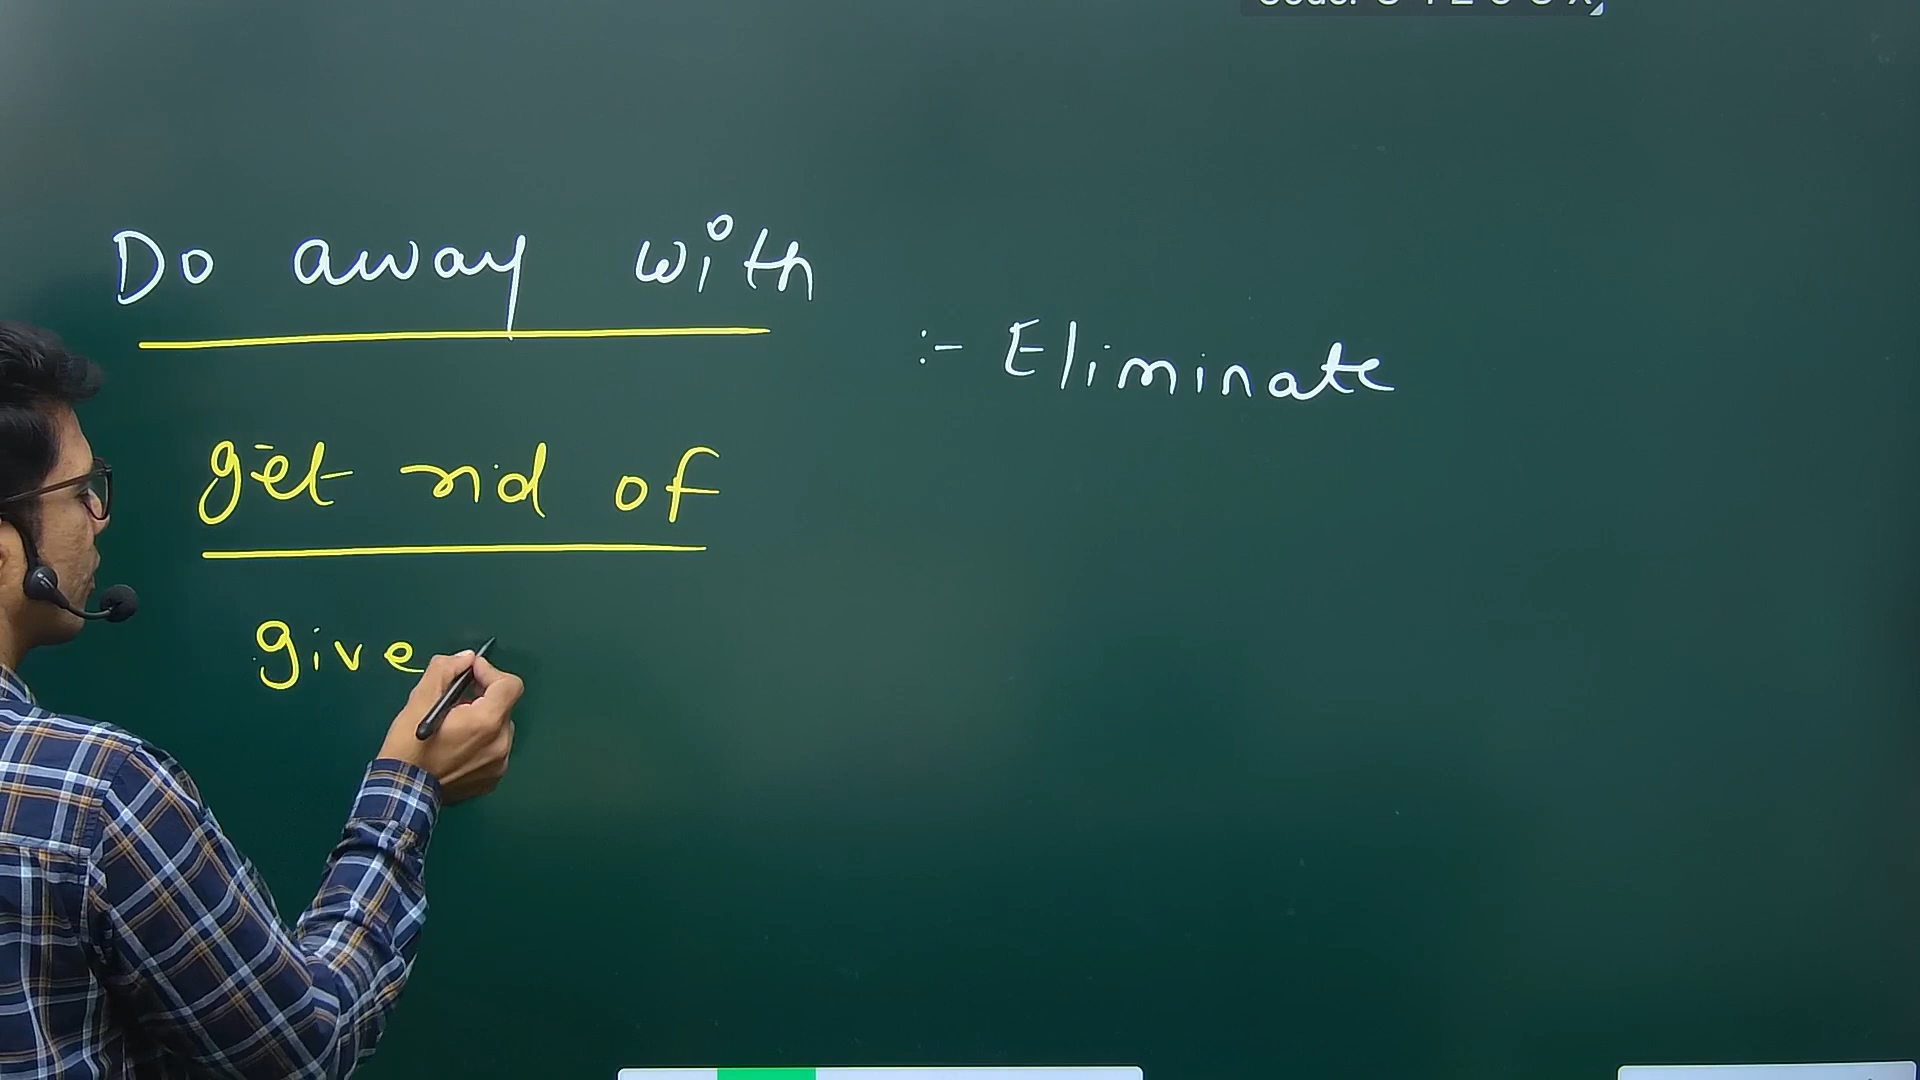 Do away with
:- Eliminate
get rid of
give